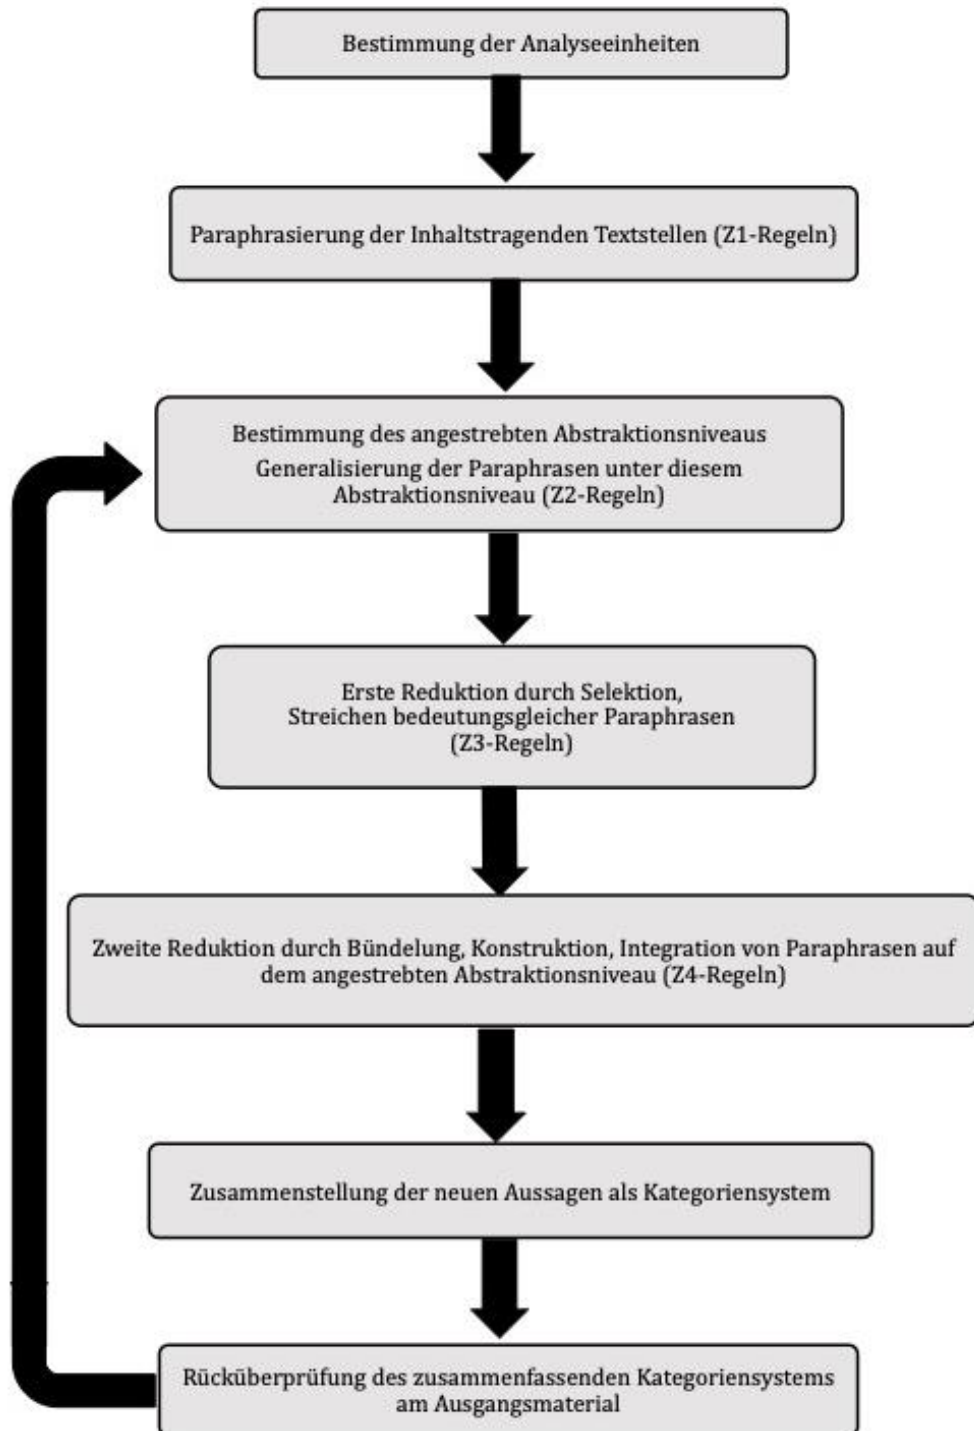 Bestimmung der Analyseeinheiten
Paraphrasierung der Inhaltstragenden Textstellen (Z1-Regeln)
Bestimmung des angestrebten Abstraktionsniveaus
Generalisierung der Paraphrasen unter diesem
Abstraktionsniveau (Z2-Regeln)
Erste Reduktion durch Selektion,
Streichen bedeutungsgleicher Paraphrasen
(Z3-Regeln)
Zweite Reduktion durch Bündelung, Konstruktion, Integration von Paraphrasen auf
dem angestrebten Abstraktionsniveau (Z4-Regeln)
Zusammenstellung der neuen Aussagen als Kategoriensystem
Rücküberprüfung des zusammenfassenden Kategoriensystems
am Ausgangsmaterial